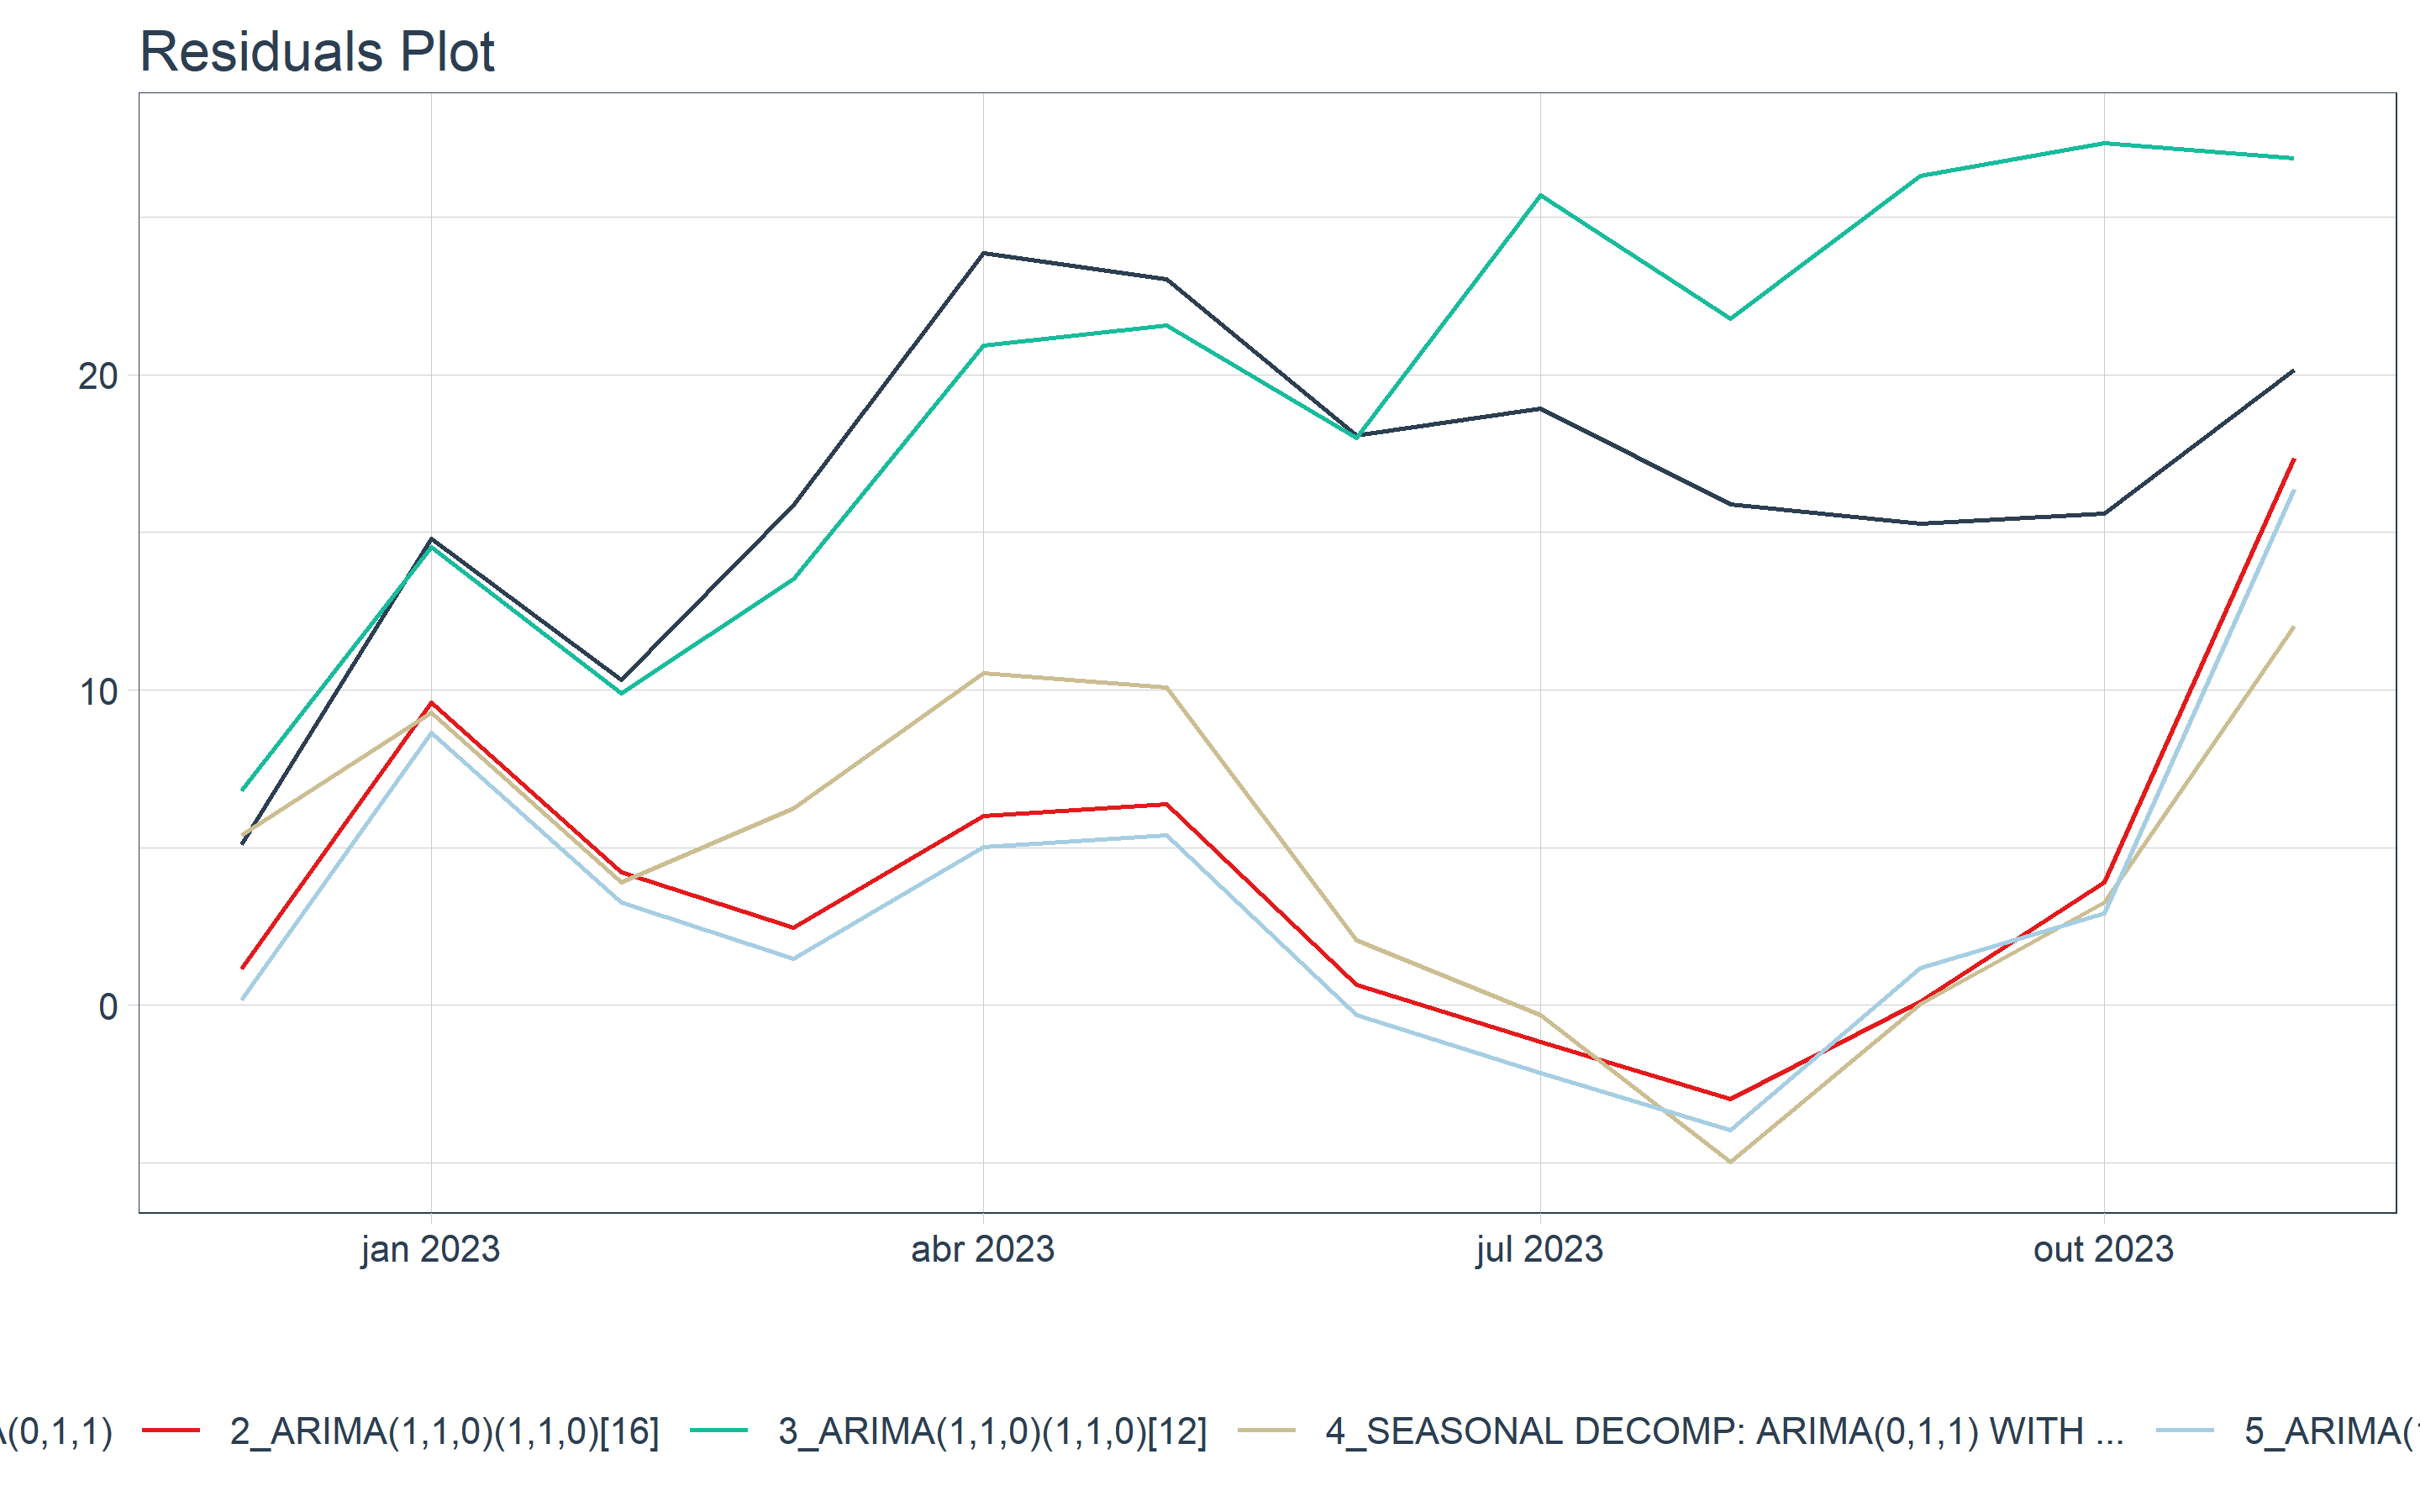 Residuals Plot
20
10
0
jan 2023 abr 2023 jul 2023 out 2023
(0,1,1) 2_ARIMA(1,1,0)(1,1,0)[16] 3_ARIMA(1,1,0)(1,1,0)[12] 4_SEASONAL DECOMP: ARIMA(0,1,1) WITH ... 5_ARIMA(